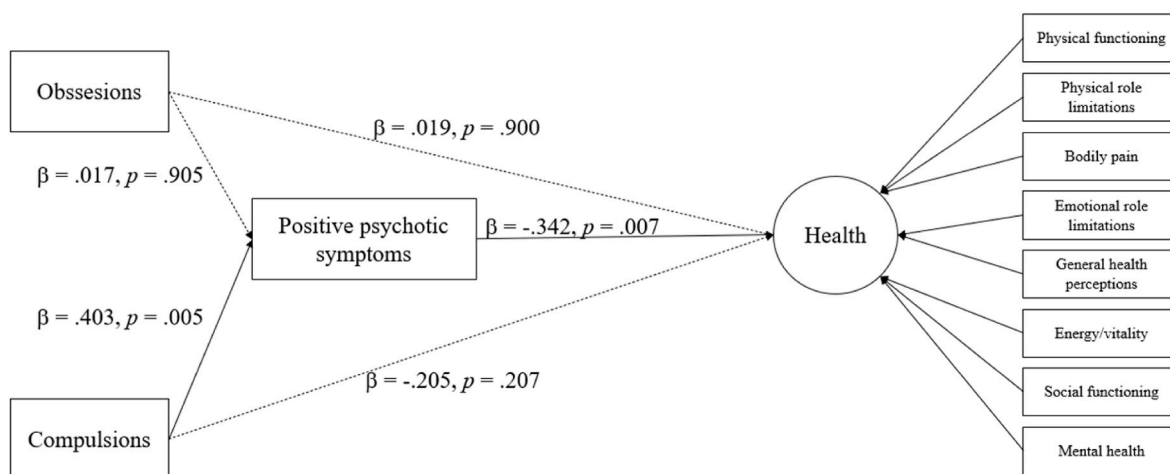 Obssesions
β = .017, p = .905
β = .403, p = .005
Compulsions
Positive psychotic
symptoms
β = .019, p = .900
β = -.342, p = .007
β = -.205, p = .207
Health
Physical functioning
Physical role
limitations
Bodily pain
Emotional role
limitations
General health
perceptions
Energy/vitality
Social functioning
Mental health